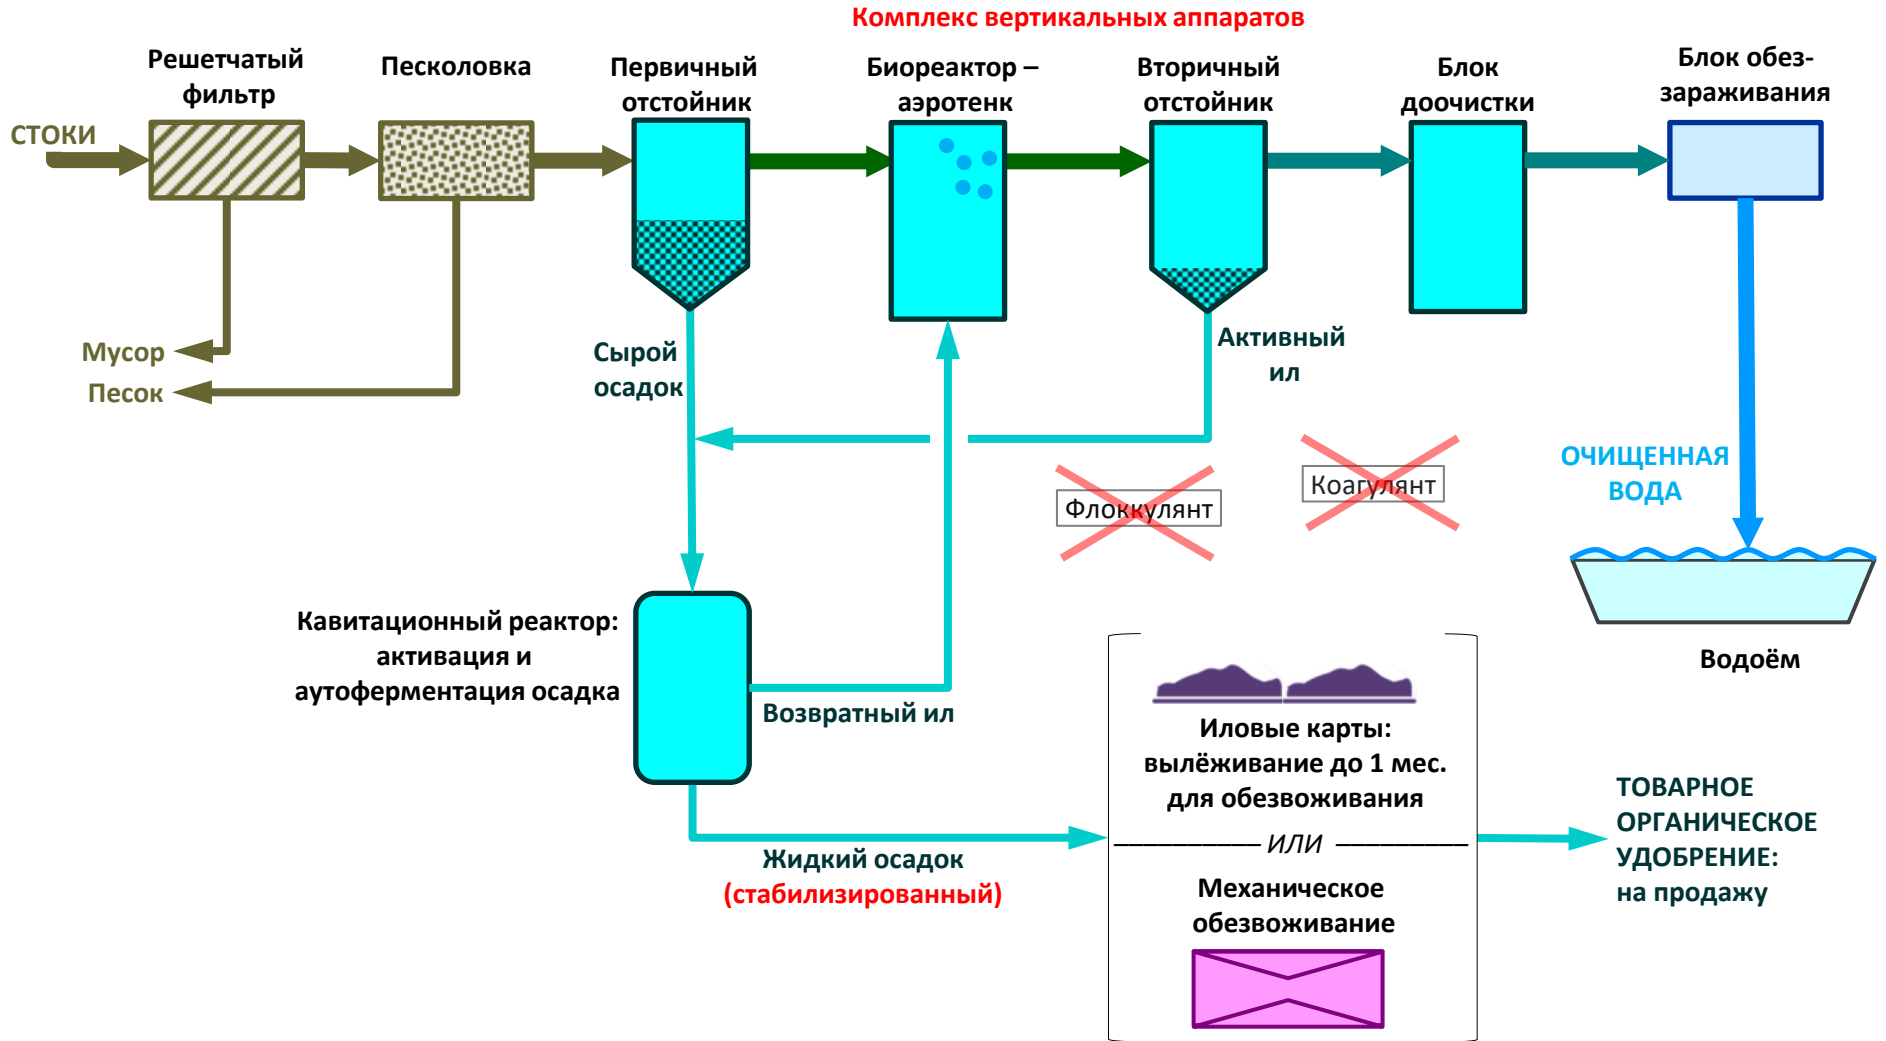 Комплекс вертикальных аппаратов
Решетчатый
фильтр
Песколовка
Первичный
отстойник
Биореактор –
аэротенк
Вторичный
отстойник
Блок
доочистки
Блок обез-
зараживания
СТОКИ
Мусор
Песок
Сырой
осадок
Активный
ил
Флоккулянт
Коагулянт
ОЧИЩЕННАЯ
ВОДА
Водоём
Кавитационный реактор:
активация и
аутоферментация осадка
Возвратный ил
Жидкий осадок
(стабилизированный)
Иловые карты:
вылёживание до 1 мес.
для обезвоживания
ИЛИ
Механическое
обезвоживание
ТОВАРНОЕ
ОРГАНИЧЕСКОЕ
УДОБРЕНИЕ:
на продажу